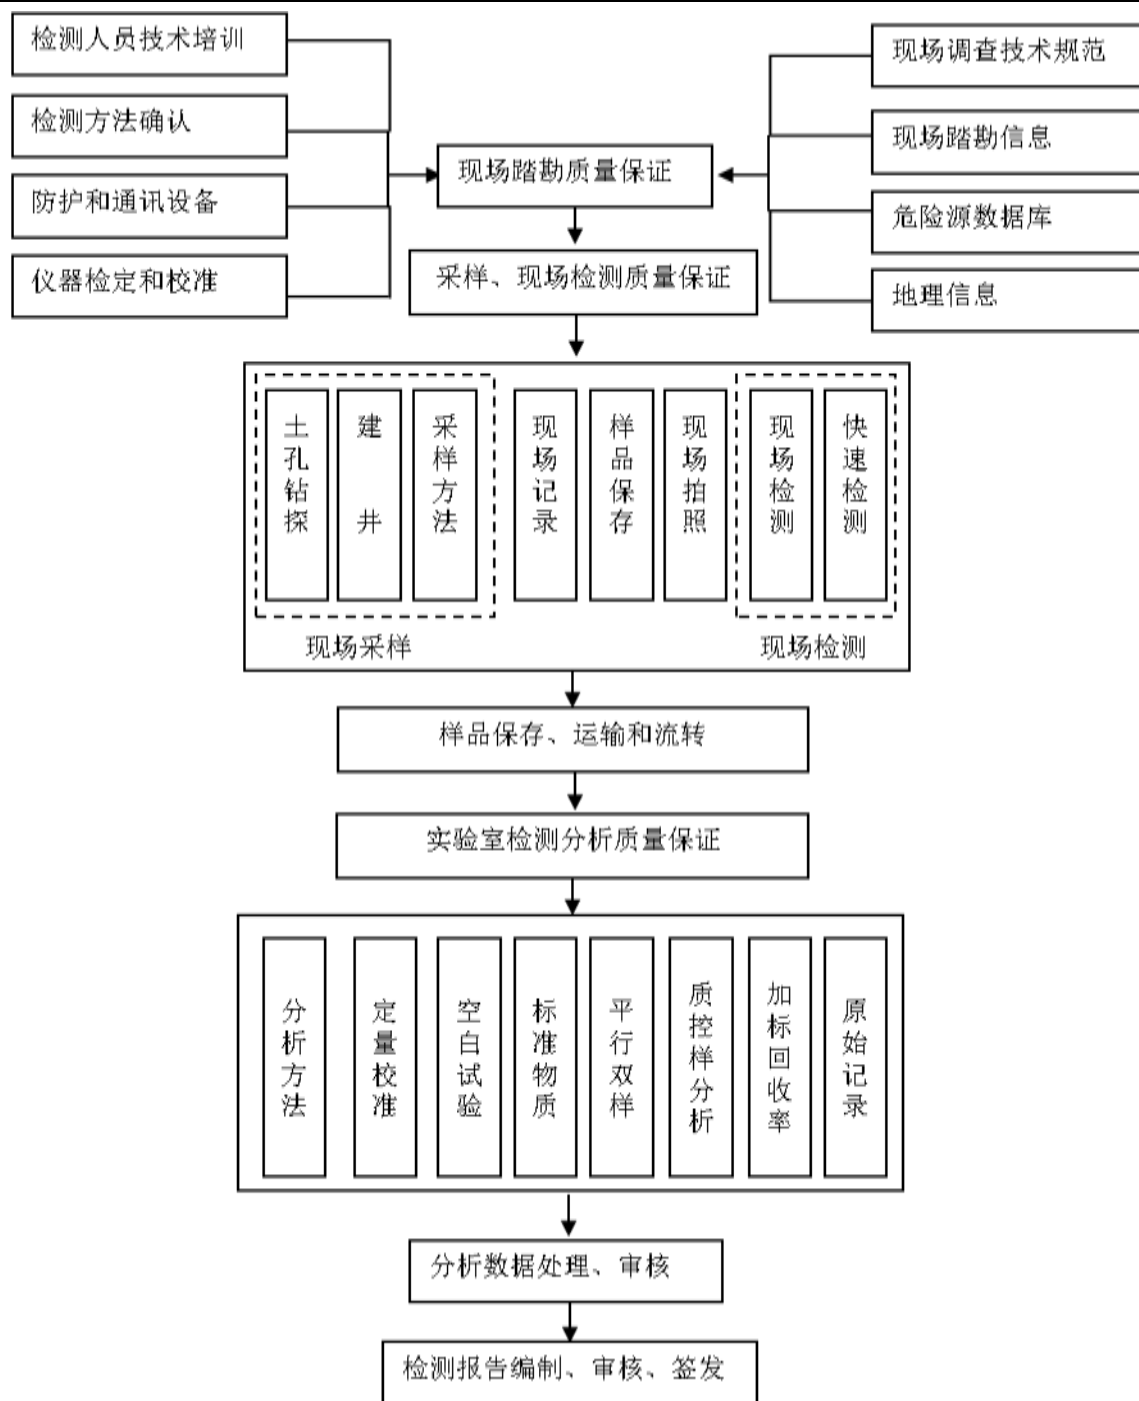 检测人员技术培训
检测方法确认
防护和通讯设备
仪器检定和校准
现场调查技术规范
现场踏勘信息
危险源数据库
地理信息
现场踏勘质量保证
采样、现场检测质量保证
土孔钻探
建井
采样方法
现场记录
样品保存
现场拍照
现场检测
快速检测
现场采样
现场检测
样品保存、运输和流转
实验室检测分析质量保证
分析方法
定量校准
空白试验
标准物质
平行双样
质控样分析
加标回收率
原始记录
分析数据处理、审核
检测报告编制、审核、签发